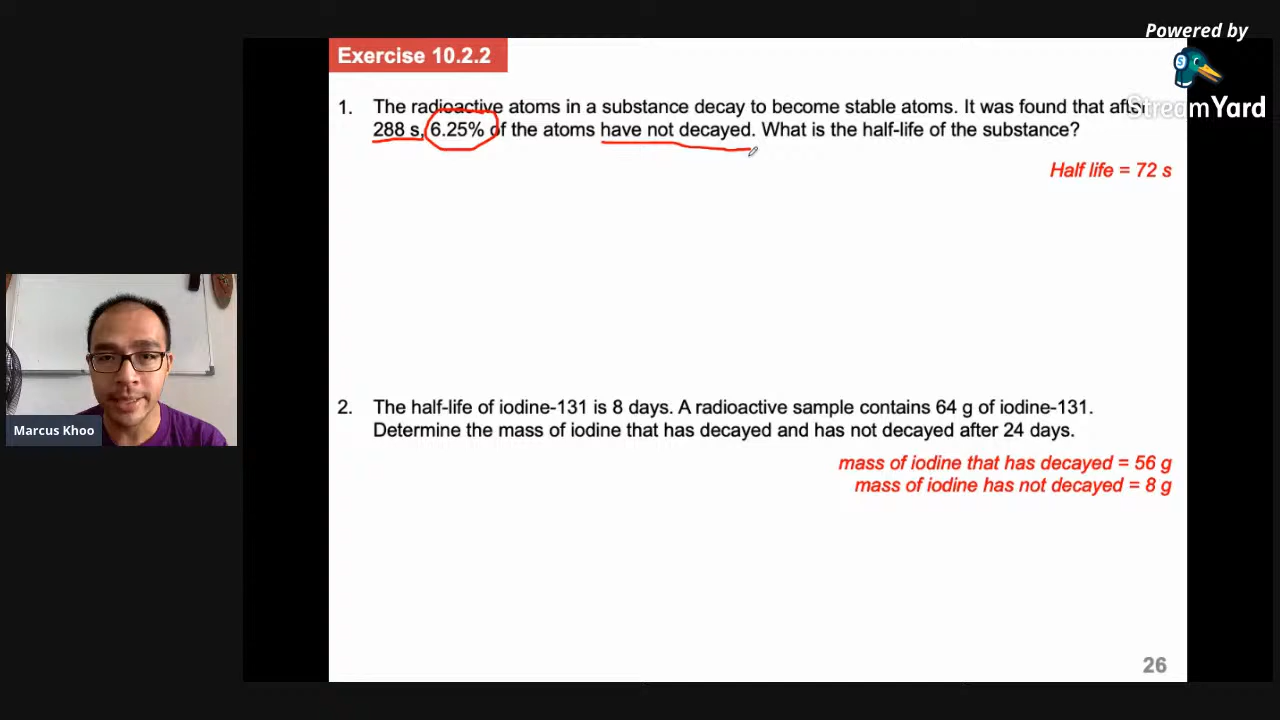 Powered by
StreamYard
Exercise 10.2.2
1. The radioactive atoms in a substance decay to become stable atoms. It was found that after
288 s, 6.25% of the atoms have not decayed. What is the half-life of the substance?
Half life = 72 s
Marcus Khoo
2. The half-life of iodine-131 is 8 days. A radioactive sample contains 64 g of iodine-131.
Determine the mass of iodine that has decayed and has not decayed after 24 days.
mass of iodine that has decayed = 56 g
mass of iodine has not decayed = 8 g
26